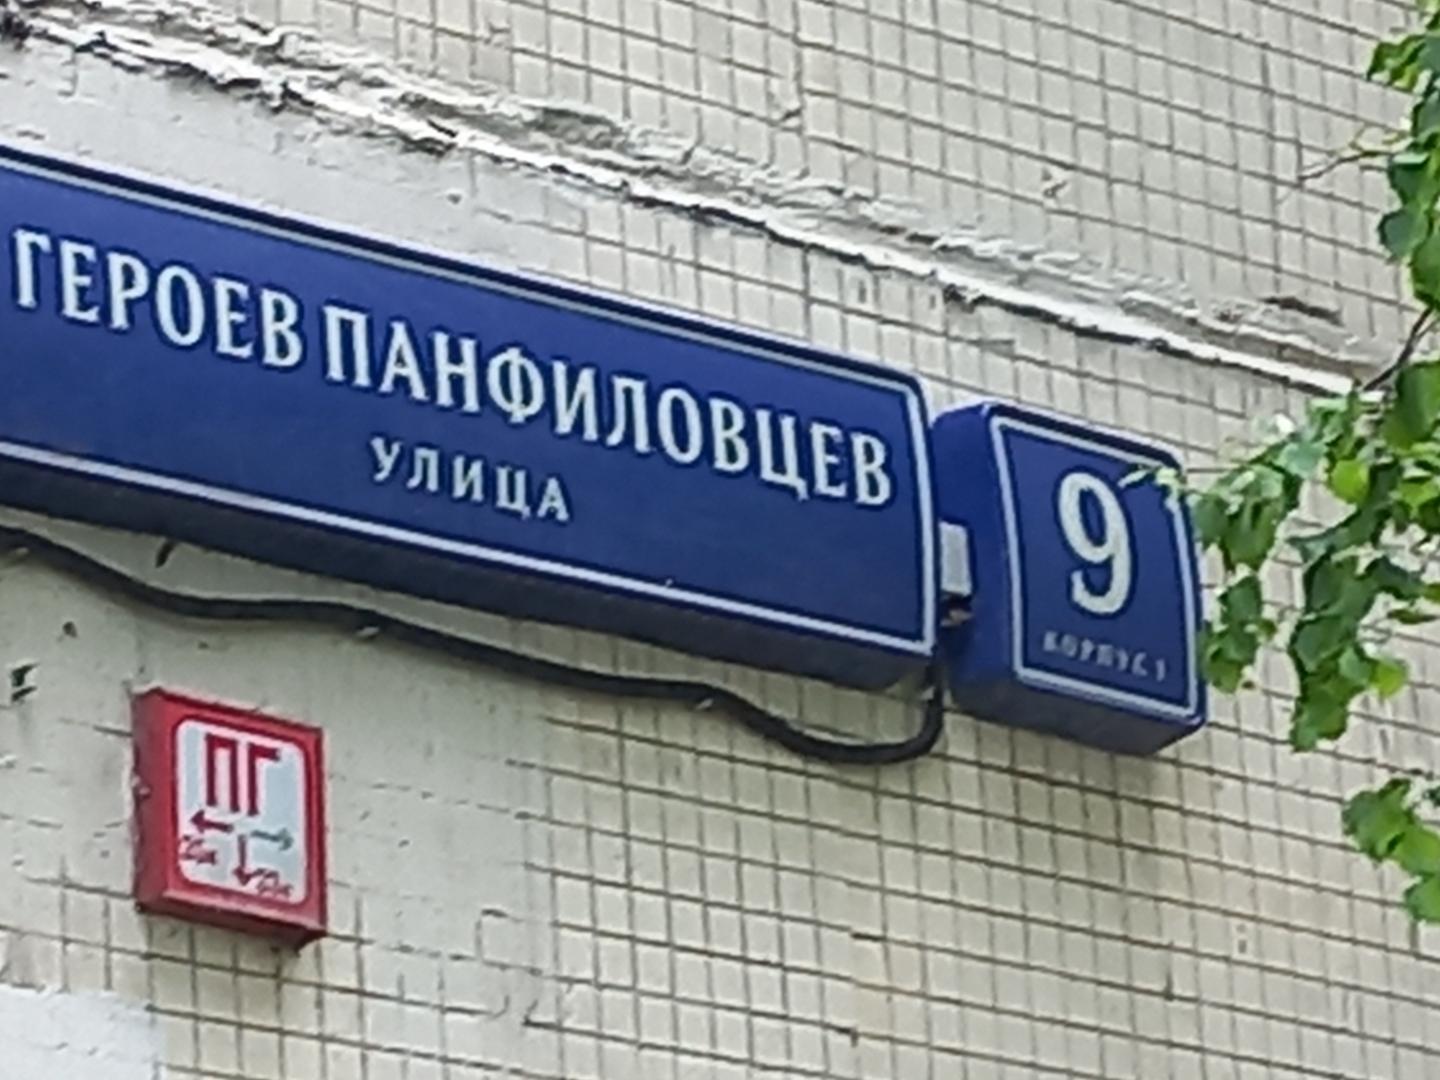 ГЕРОЕВ ПАНФИЛОВЦЕВ
УЛИЦА
9
КОРПУС 1
ПГ